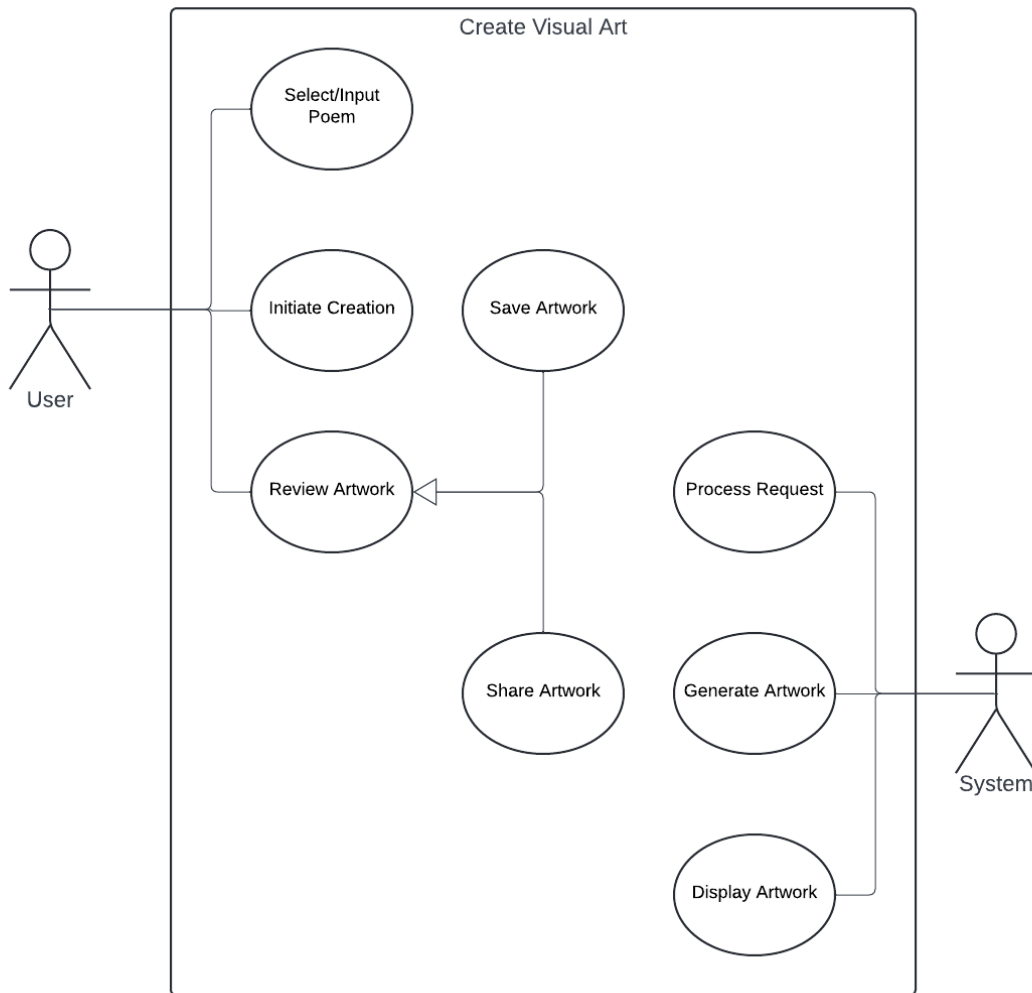 Create Visual Art
Select/Input
Poem
Initiate Creation
Save Artwork
User
Review Artwork
Process Request
Share Artwork
Generate Artwork
System
Display Artwork